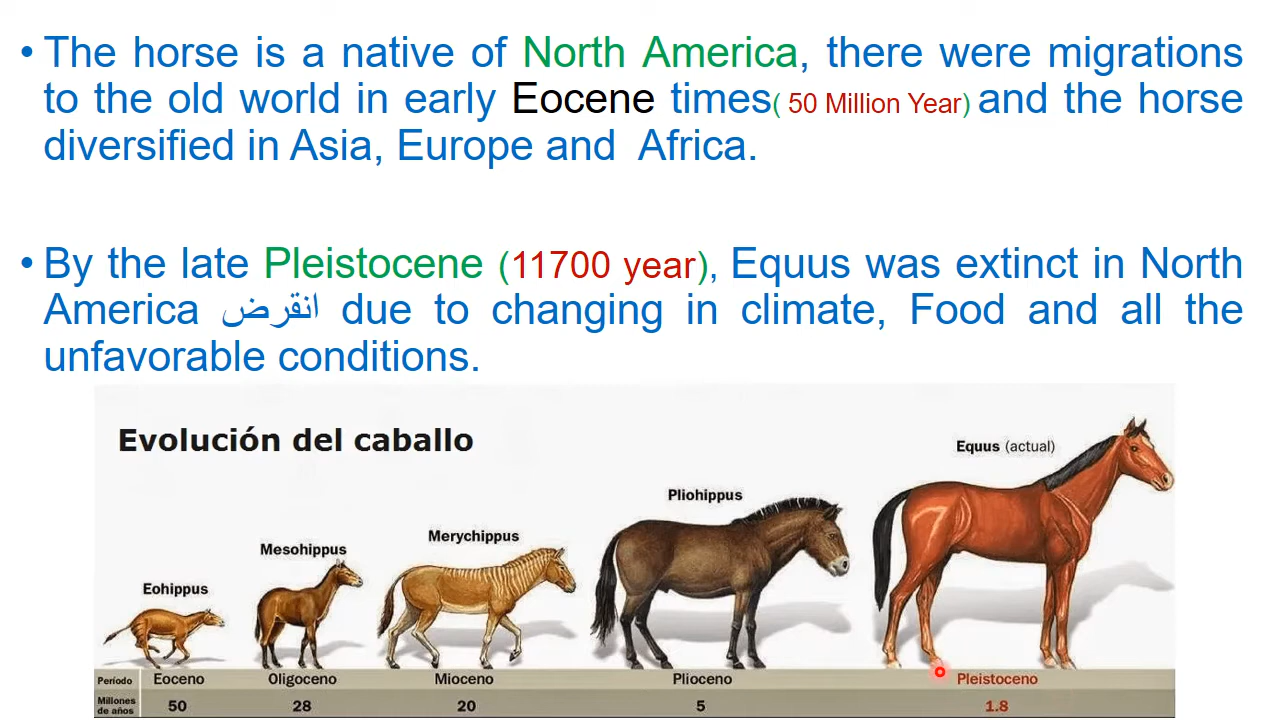 • The horse is a native of North America, there were migrations
to the old world in early Eocene times( 50 Million Year) and the horse
diversified in Asia, Europe and Africa.
• By the late Pleistocene (11700 year), Equus was extinct in North
America انقرض due to changing in climate, Food and all the
unfavorable conditions.
Evolución del caballo
Equus (actual)
Pliohippus
Merychippus
Mesohippus
Eohippus
Período Eoceno Oligoceno Mioceno Plioceno Pleistoceno
Millones
de años 50 28 20 5 1.8